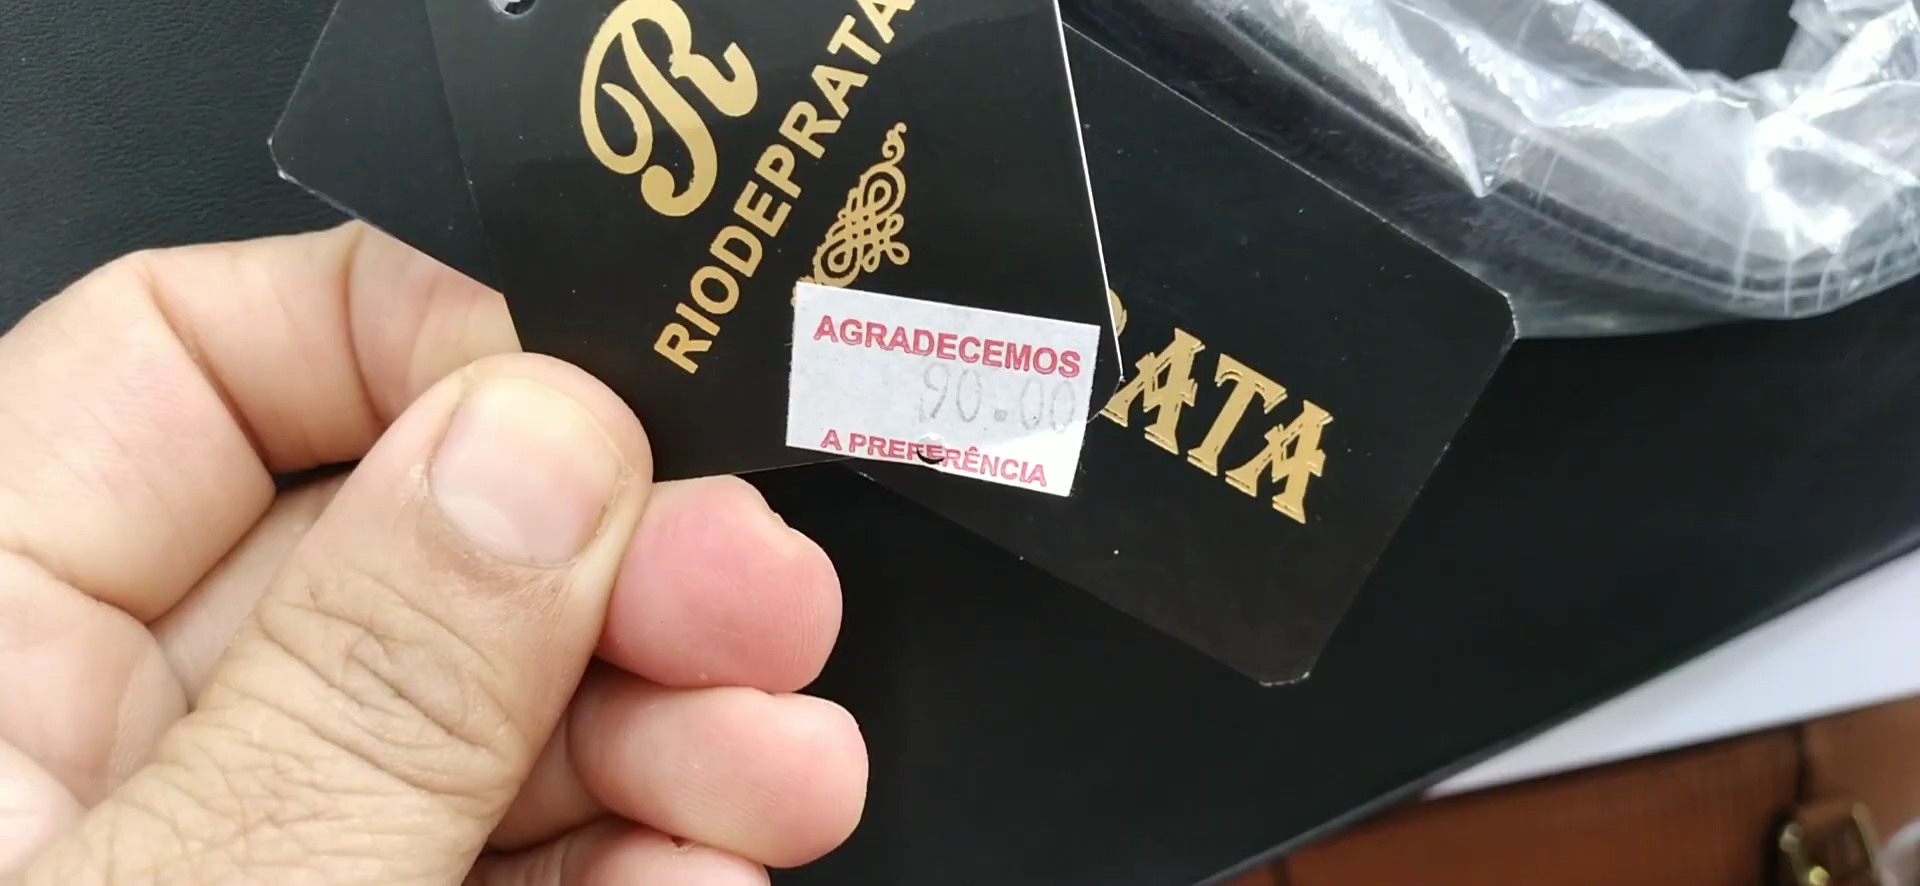 R
RIODEPRATA
AGRADECEMOS
90.00
A PREFERÊNCIA
RATA